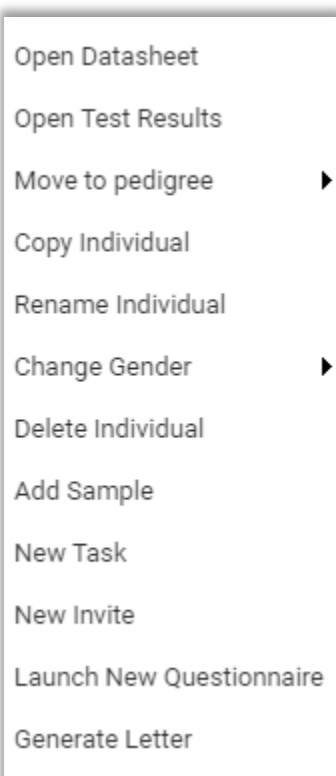 Open Datasheet
Open Test Results
Move to pedigree
Copy Individual
Rename Individual
Change Gender
Delete Individual
Add Sample
New Task
New Invite
Launch New Questionnaire
Generate Letter